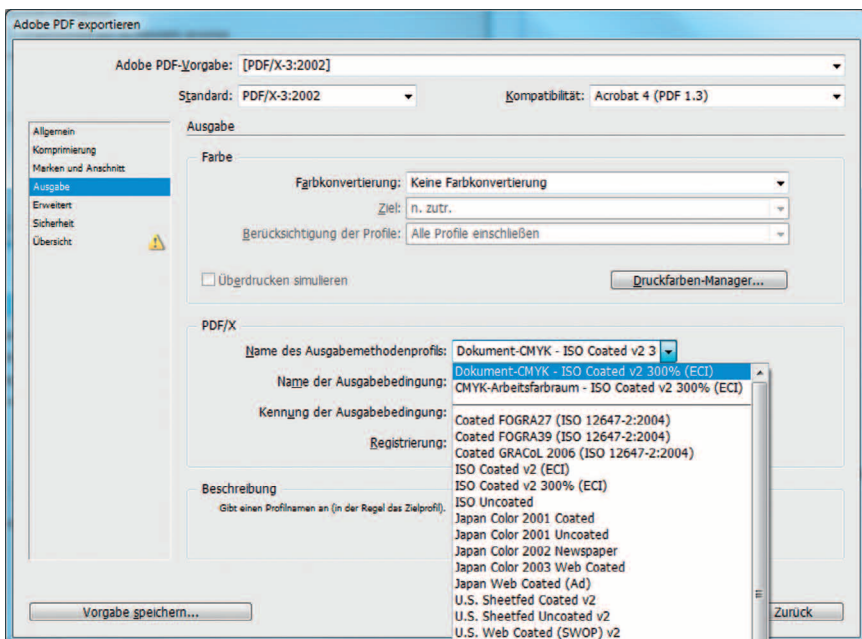 Adobe PDF exportieren
Adobe PDF-Vorgabe: [PDF/X-3:2002]
Standard: PDF/X-3:2002 Kompatibilität: Acrobat 4 (PDF 1.3)
Allgemein
Komprimierung
Marken und Anschnitt
Ausgabe
Erweitert
Sicherheit
Übersicht
Ausgabe
Farbe
Farbkonvertierung: Keine Farbkonvertierung
Ziel: n. zutr.
Berücksichtigung der Profile: Alle Profile einschließen
Überdrucken simulieren Druckfarben-Manager...
PDF/X
Name des Ausgabemethodenprofils: Dokument-CMYK - ISO Coated v2 3
Name der Ausgabebedingung:
Kennung der Ausgabebedingung:
Registrierung:
Dokument-CMYK - ISO Coated v2 300% (ECI)
CMYK-Arbeitsfarbraum - ISO Coated v2 300% (ECI)
Coated FOGRA27 (ISO 12647-2:2004)
Coated FOGRA39 (ISO 12647-2:2004)
Coated GRACoL 2006 (ISO 12647-2:2004)
ISO Coated v2 (ECI)
ISO Coated v2 300% (ECI)
ISO Uncoated
Japan Color 2001 Coated
Japan Color 2001 Uncoated
Japan Color 2002 Newspaper
Japan Color 2003 Web Coated
Japan Web Coated (Ad)
U.S. Sheetfed Coated v2
U.S. Sheetfed Uncoated v2
U.S. Web Coated (SWOP) v2
Beschreibung
Gibt einen Profilnamen an (in der Regel das Zielprofil).
Vorgabe speichern... Zurück